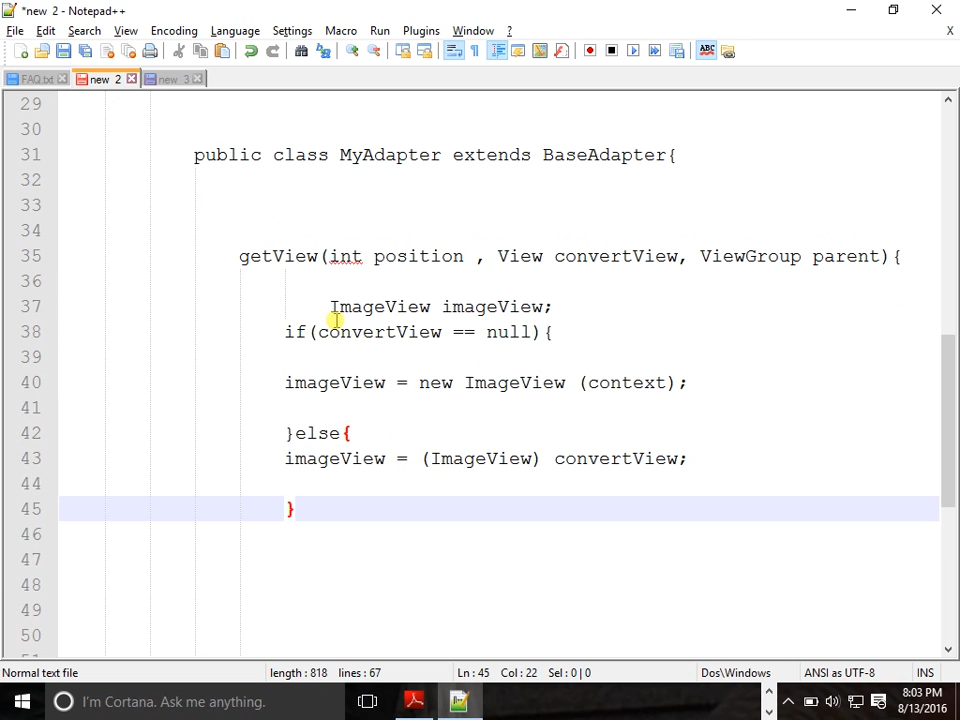 *new 2 - Notepad++
File Edit Search View Encoding Language Settings Macro Run Plugins Window ? X
ABC
FAQ.txt new 2 new 3
29
30
31 public class MyAdapter extends BaseAdapter{
32
33
34
35 getView(int position , View convertView, ViewGroup parent){
36
37 ImageView imageView;
38 if(convertView == null){
39
40 imageView = new ImageView (context);
41
42 }else{
43 imageView = (ImageView) convertView;
44
45 }
46
47
48
49
50
Normal text file length : 818 lines : 67 Ln : 45 Col : 22 Sel : 0 | 0 Dos\Windows ANSI as UTF-8 INS
I'm Cortana. Ask me anything. 8:03 PM
8/13/2016